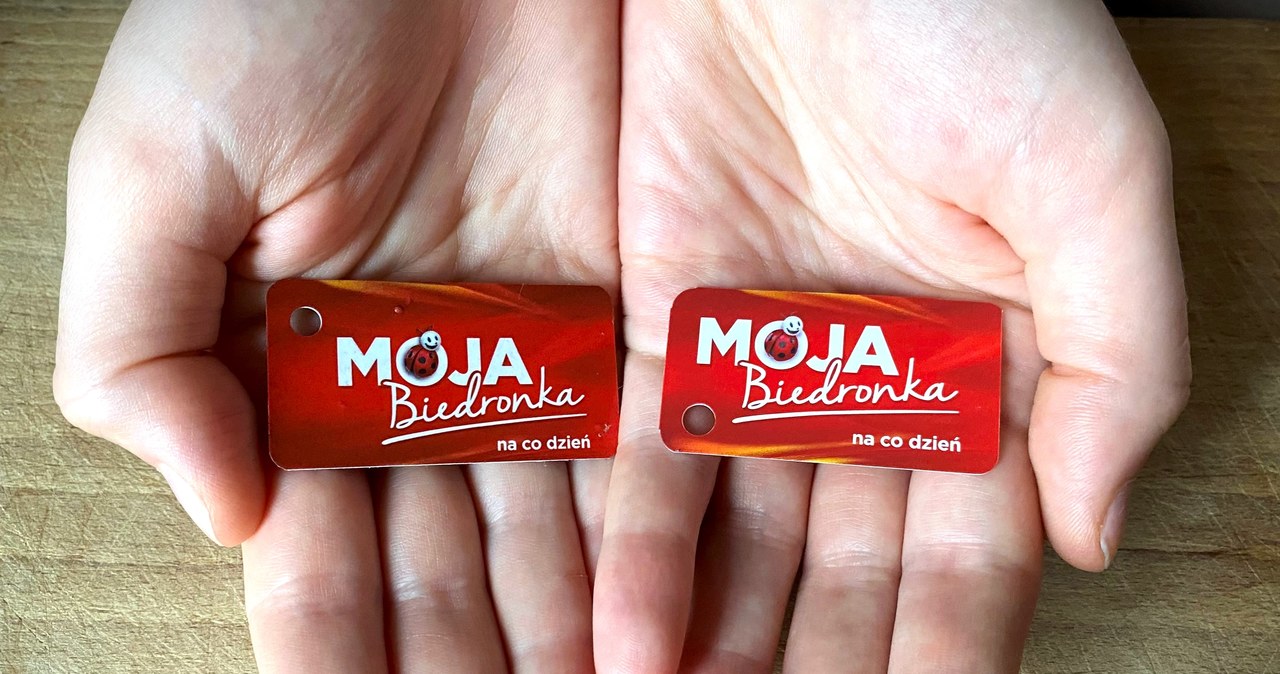 MOJA
Biedronka
na co dzień
MOJA
Biedronka
na co dzień